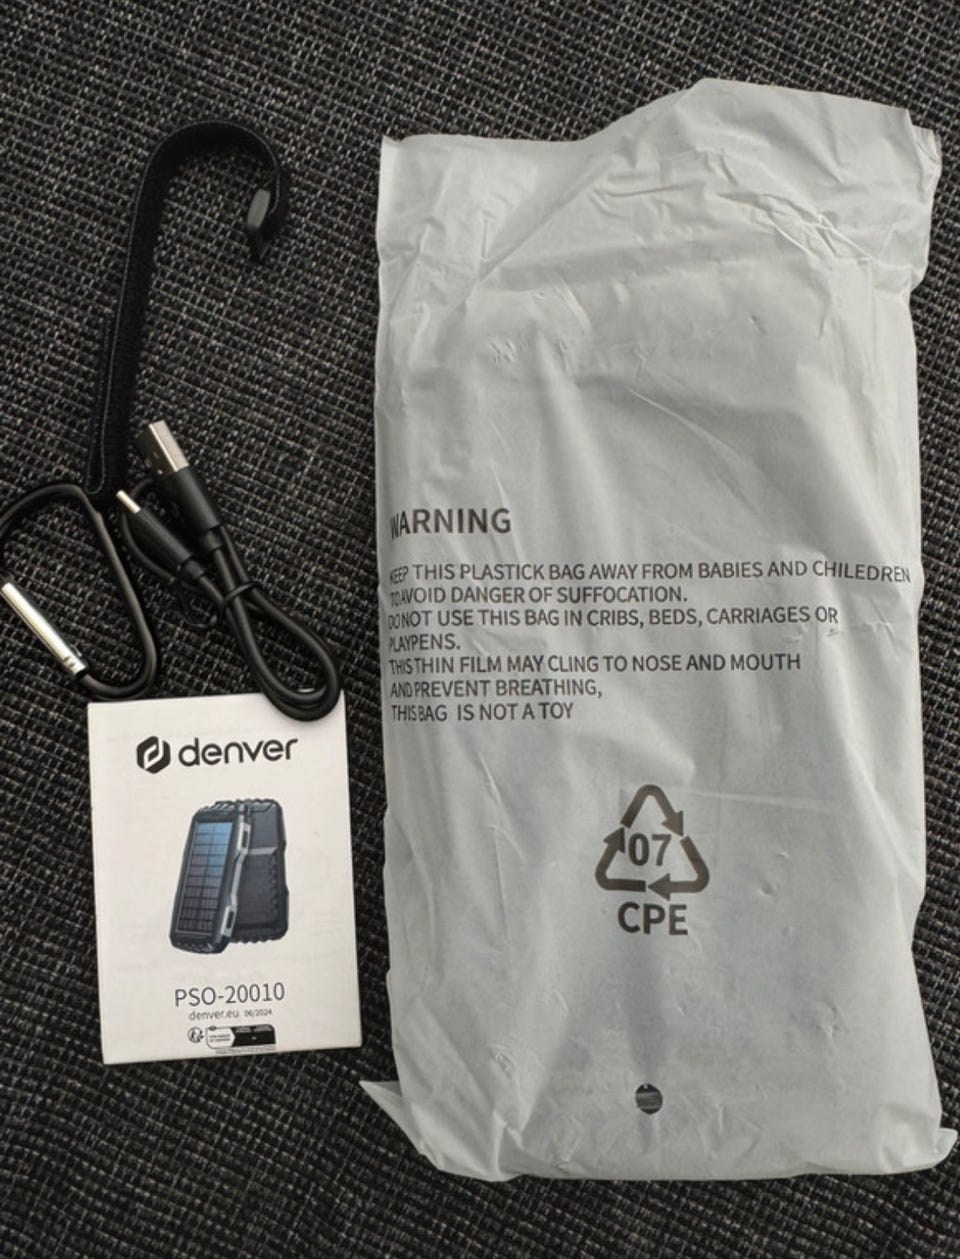 WARNING
KEEP THIS PLASTICK BAG AWAY FROM BABIES AND CHILEDREN
TO AVOID DANGER OF SUFFOCATION.
DO NOT USE THIS BAG IN CRIBS, BEDS, CARRIAGES OR
PLAYPENS.
THIS THIN FILM MAY CLING TO NOSE AND MOUTH
AND PREVENT BREATHING,
THIS BAG IS NOT A TOY
07
CPE
denver
PSO-20010
denver.eu 06/2024